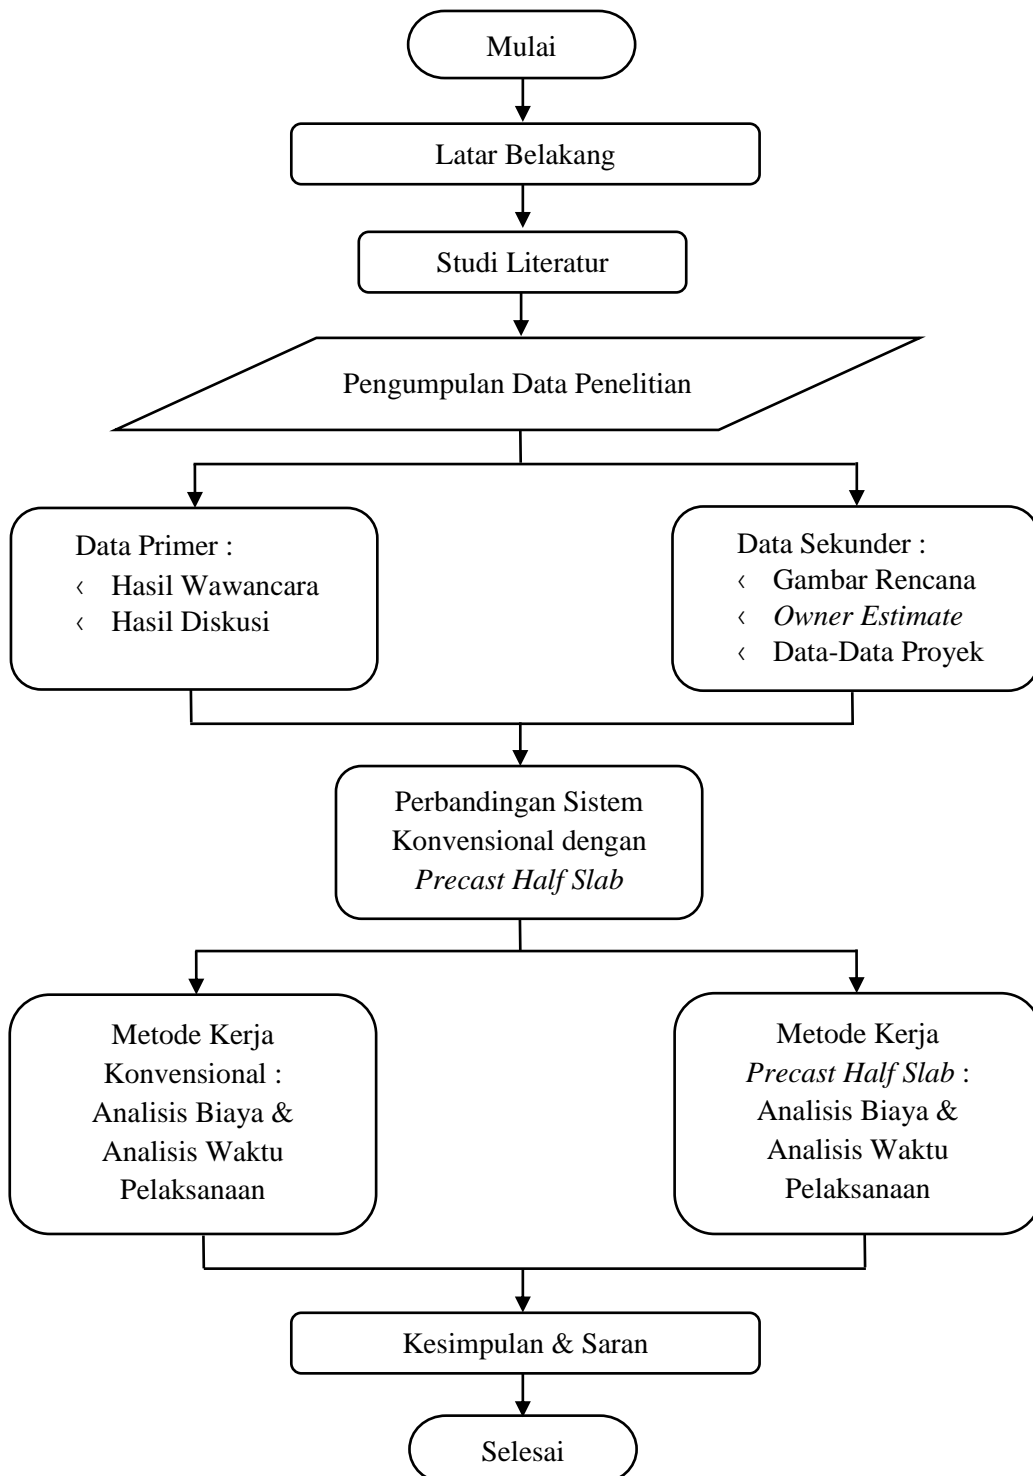 Mulai
Latar Belakang
Studi Literatur
Pengumpulan Data Penelitian
Data Primer :
‹ Hasil Wawancara
‹ Hasil Diskusi
Data Sekunder :
‹ Gambar Rencana
‹ Owner Estimate
‹ Data-Data Proyek
Perbandingan Sistem
Konvensional dengan
Precast Half Slab
Metode Kerja
Konvensional :
Analisis Biaya &
Analisis Waktu
Pelaksanaan
Metode Kerja
Precast Half Slab :
Analisis Biaya &
Analisis Waktu
Pelaksanaan
Kesimpulan & Saran
Selesai